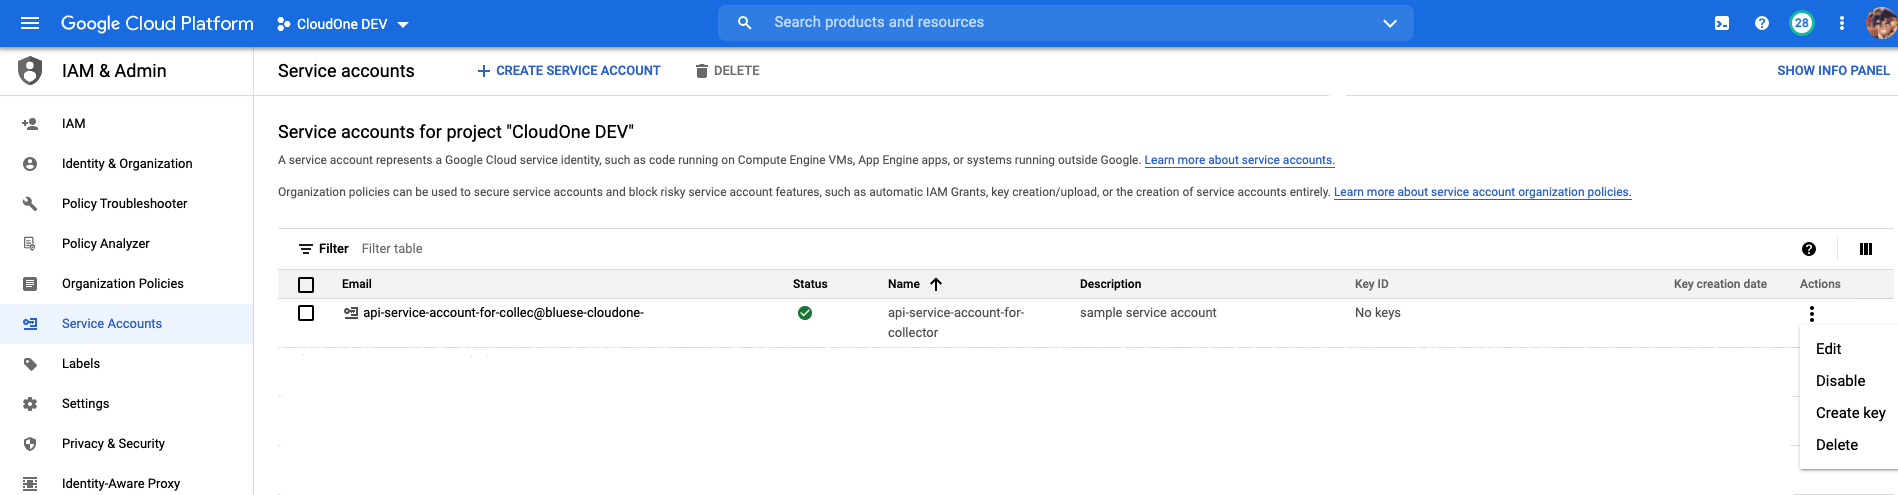 Google Cloud Platform
CloudOne DEV
Search products and resources
28
IAM & Admin
Service accounts
CREATE SERVICE ACCOUNT
DELETE
SHOW INFO PANEL
IAM
Identity & Organization
Policy Troubleshooter
Policy Analyzer
Organization Policies
Service Accounts
Labels
Settings
Privacy & Security
Identity-Aware Proxy
Service accounts for project "CloudOne DEV"
A service account represents a Google Cloud service identity, such as code running on Compute Engine VMs, App Engine apps, or systems running outside Google. Learn more about service accounts.
Organization policies can be used to secure service accounts and block risky service account features, such as automatic IAM Grants, key creation/upload, or the creation of service accounts entirely. Learn more about service account organization policies.
Filter Filter table
Email Status Name Description Key ID Key creation date Actions
api-service-account-for-collec@bluese-cloudone- api-service-account-for- sample service account No keys
collector
Edit
Disable
Create key
Delete